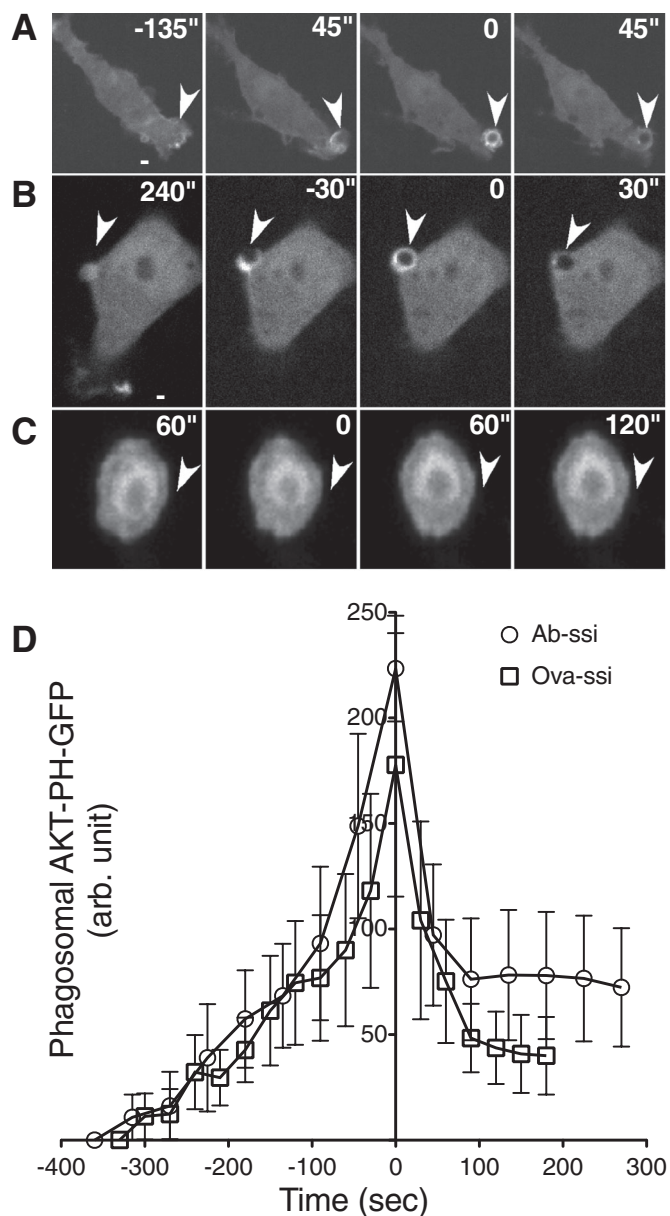 A
-135"
45"
0
45"
B
240"
-30"
0
30"
C
60"
0
60"
120"
D
250
200
150
100
50
Ab-ssi
Ova-ssi
Phagosomal AKT-PH-GFP
(arb. unit)
-400 -300 -200 -100 0 100 200 300
Time (sec)